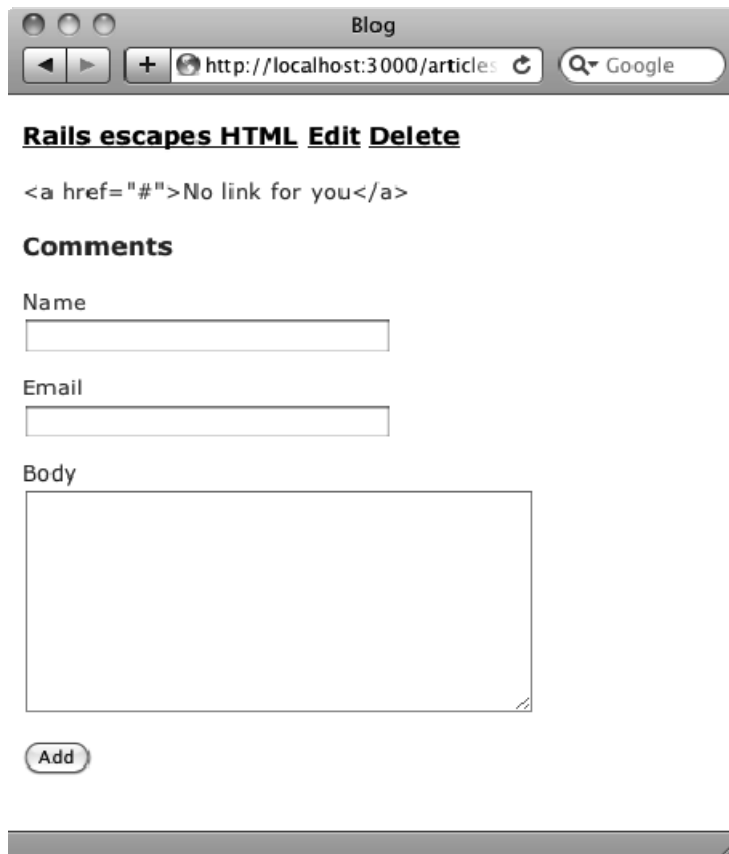 Blog
http://localhost:3000/articles
Google
Rails escapes HTML Edit Delete
<a href="#">No link for you</a>
Comments
Name
Email
Body
Add